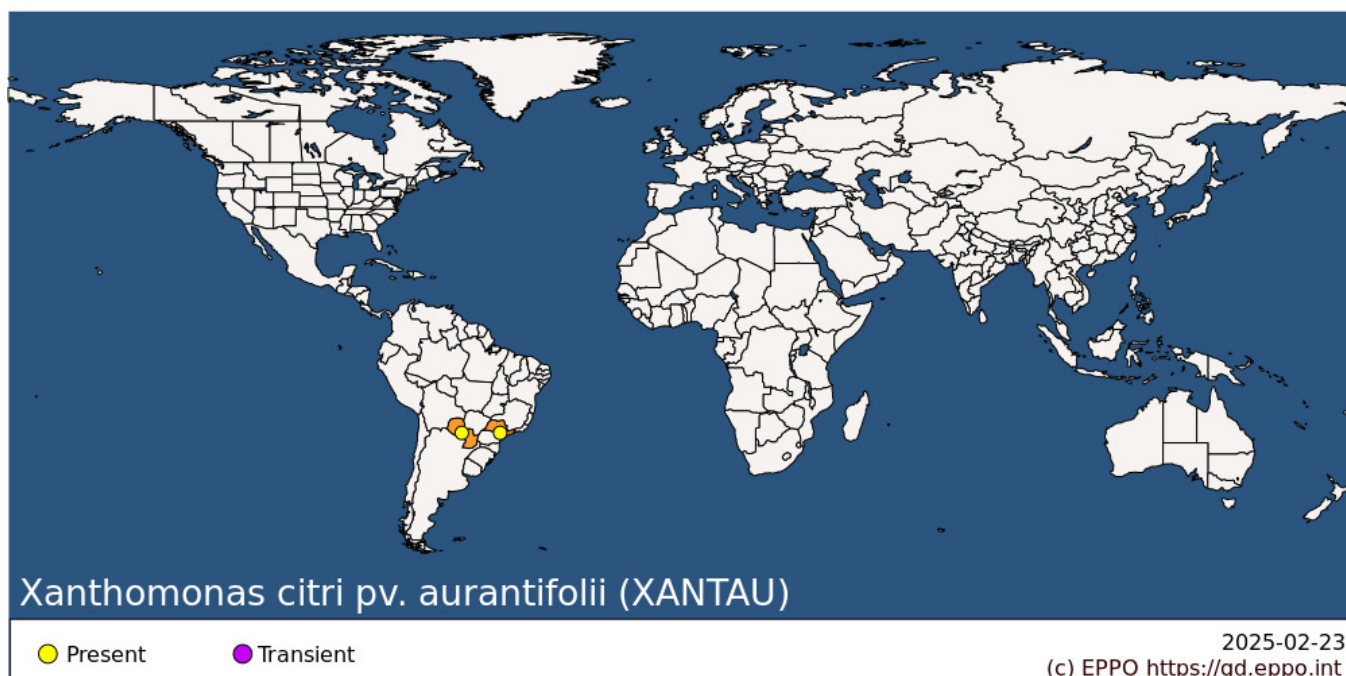 Xanthomonas citri pv. aurantifolii (XANTAU)
Present
Transient
2025-02-23
(c) EPPO https://gd.eppo.int